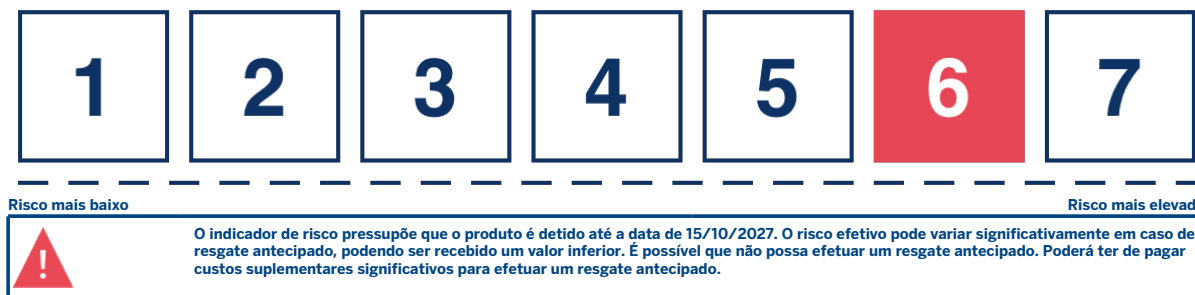 1 2 3 4 5 6 7
Risco mais baixo Risco mais elevad
O indicador de risco pressupõe que o produto é detido até a data de 15/10/2027. O risco efetivo pode variar significativamente em caso de
resgate antecipado, podendo ser recebido um valor inferior. É possível que não possa efetuar um resgate antecipado. Poderá ter de pagar
custos suplementares significativos para efetuar um resgate antecipado.
!